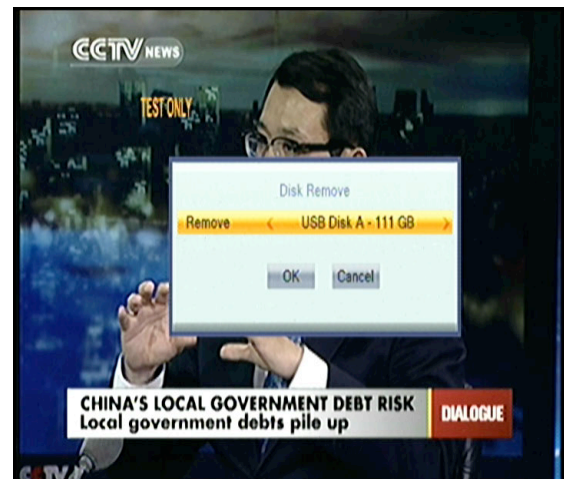 CCTV NEWS
TEST ONLY
Disk Remove
Remove < USB Disk A - 111 GB >
OK Cancel
CHINA'S LOCAL GOVERNMENT DEBT RISK
Local government debts pile up
DIALOGUE
CCTV